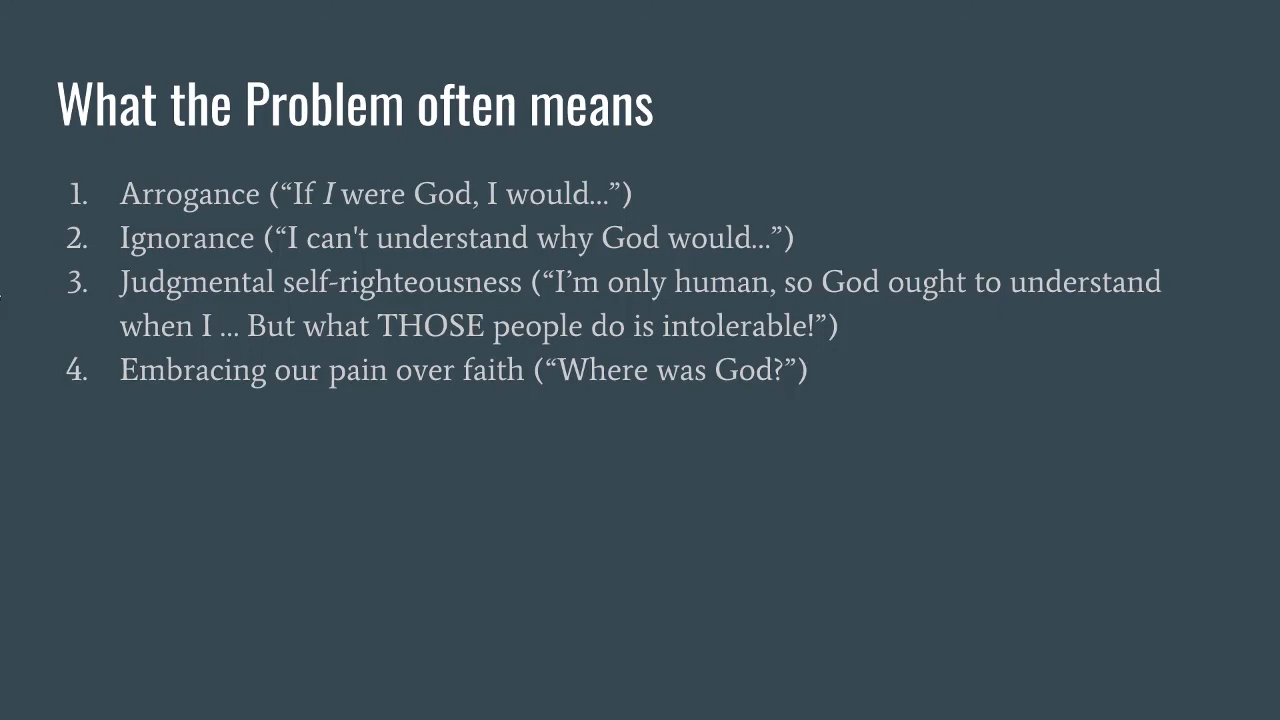 What the Problem often means
1. Arrogance (“If I were God, I would...”)
2. Ignorance (“I can't understand why God would...”)
3. Judgmental self-righteousness (“I’m only human, so God ought to understand
when I ... But what THOSE people do is intolerable!”)
4. Embracing our pain over faith (“Where was God?”)